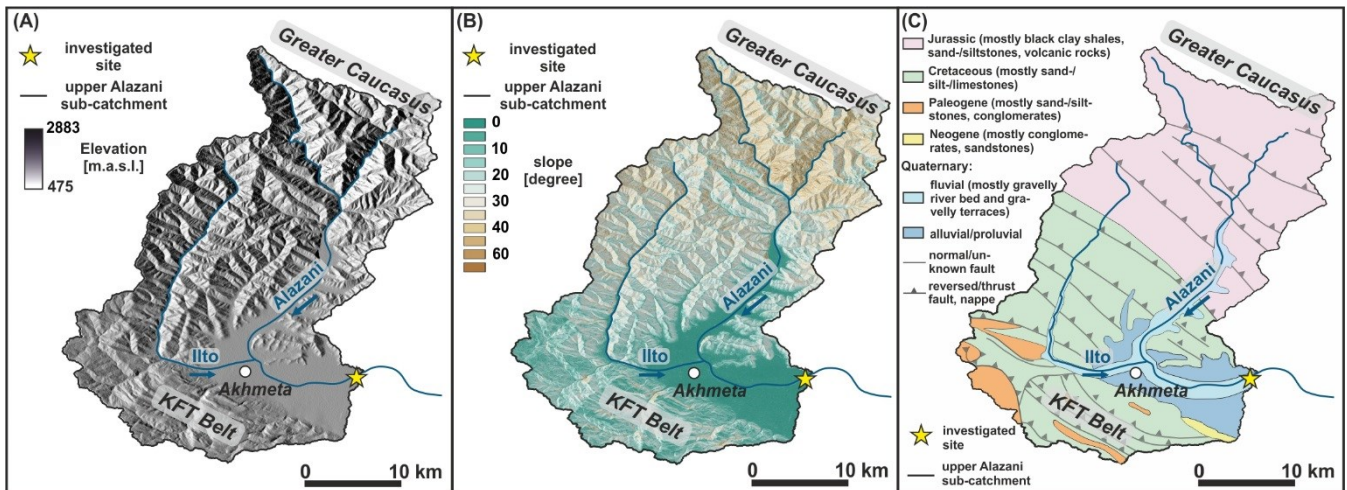 (A)
investigated
site
upper Alazani
sub-catchment
2883
Elevation
[m.a.s.l.]
475
Greater Caucasus
Alazani
Ilto
Akhmeta
KFT Belt
0 10 km
(B)
investigated
site
upper Alazani
sub-catchment
0
10
slope
20
[degree]
30
40
60
Greater Caucasus
Alazani
Ilto
Akhmeta
KFT Belt
0 10 km
(C)
Jurassic (mostly black clay shales,
sand-/siltstones, volcanic rocks)
Cretaceous (mostly sand-/
silt-/limestones)
Paleogene (mostly sand-/silt-
stones, conglomerates)
Neogene (mostly conglome-
rates, sandstones)
Quaternary:
fluvial (mostly gravelly
river bed and gra-
velly terraces)
alluvial/proluvial
normal/un-
known fault
reversed/thrust
fault, nappe
Greater Caucasus
Alazani
Ilto
Akhmeta
KFT Belt
investigated
site
upper Alazani
sub-catchment
0 10 km